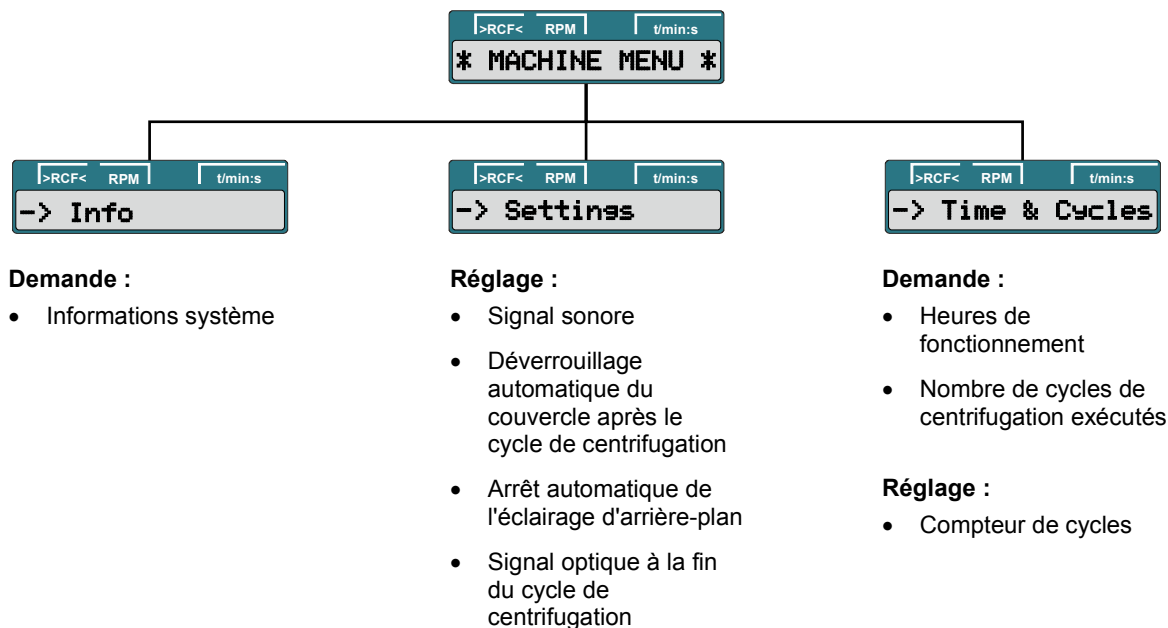 >RCF< RPM t/min:s
* MACHINE MENU *
>RCF< RPM t/min:s
-> Info
Demande :
• Informations système
>RCF< RPM t/min:s
-> Settings
Réglage :
• Signal sonore
• Déverrouillage
automatique du
couvercle après le
cycle de centrifugation
• Arrêt automatique de
l'éclairage d'arrière-plan
• Signal optique à la fin
du cycle de
centrifugation
>RCF< RPM t/min:s
-> Time & Cycles
Demande :
• Heures de
fonctionnement
• Nombre de cycles de
centrifugation exécutés
Réglage :
• Compteur de cycles